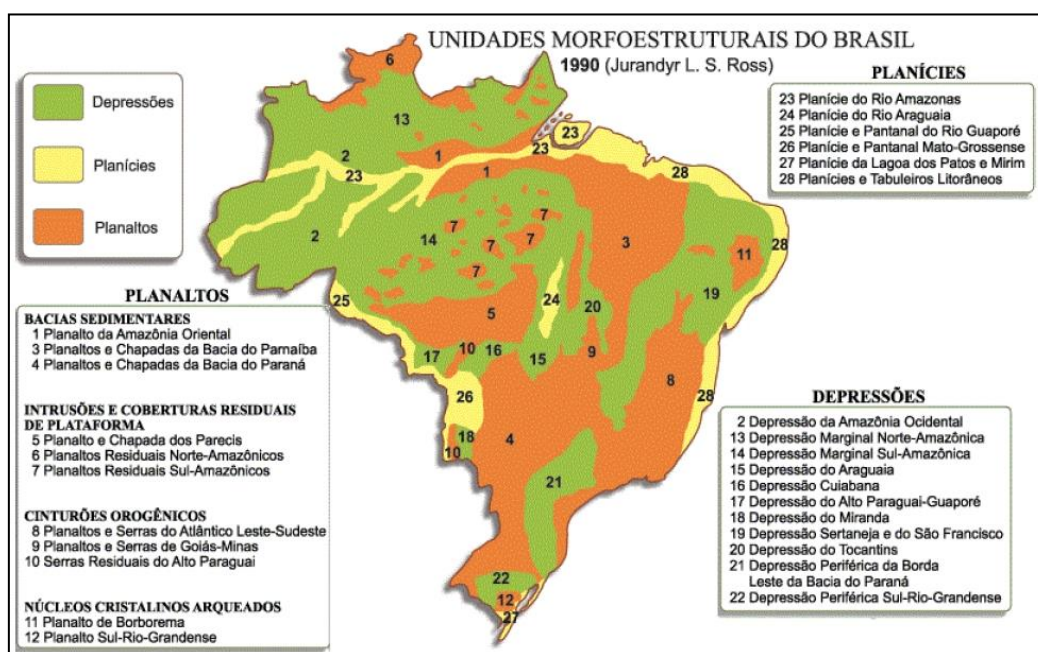 UNIDADES MORFOESTRUTURAIS DO BRASIL
1990 (Jurandyr L. S. Ross)
Depressões
Planícies
Planaltos
PLANÍCIES
23 Planície do Rio Amazonas
24 Planície do Rio Araguaia
25 Planície e Pantanal do Rio Guaporé
26 Planície e Pantanal Mato-Grossense
27 Planície da Lagoa dos Patos e Mirim
28 Planícies e Tabuleiros Litorâneos
6
13
23
23
1
2
23
1
28
7
2
14
7
7
7
3
11
28
7
25
5
24
20
19
17
10
16
15
9
26
8
28
18
10
4
21
22
12
27
PLANALTOS
BACIAS SEDIMENTARES
1 Planalto da Amazônia Oriental
3 Planaltos e Chapadas da Bacia do Parnaíba
4 Planaltos e Chapadas da Bacia do Paraná
INTRUSÕES E COBERTURAS RESIDUAIS
DE PLATAFORMA
5 Planalto e Chapada dos Parecis
6 Planaltos Residuais Norte-Amazônicos
7 Planaltos Residuais Sul-Amazônicos
CINTURÕES OROGÊNICOS
8 Planaltos e Serras do Atlântico Leste-Sudeste
9 Planaltos e Serras de Goiás-Minas
10 Serras Residuais do Alto Paraguai
NÚCLEOS CRISTALINOS ARQUEADOS
11 Planalto de Borborema
12 Planalto Sul-Rio-Grandense
DEPRESSÕES
2 Depressão da Amazônia Ocidental
13 Depressão Marginal Norte-Amazônica
14 Depressão Marginal Sul-Amazônica
15 Depressão do Araguaia
16 Depressão Cuiabana
17 Depressão do Alto Paraguai-Guaporé
18 Depressão do Miranda
19 Depressão Sertaneja e do São Francisco
20 Depressão do Tocantins
21 Depressão Periférica da Borda
Leste da Bacia do Paraná
22 Depressão Periférica Sul-Rio-Grandense